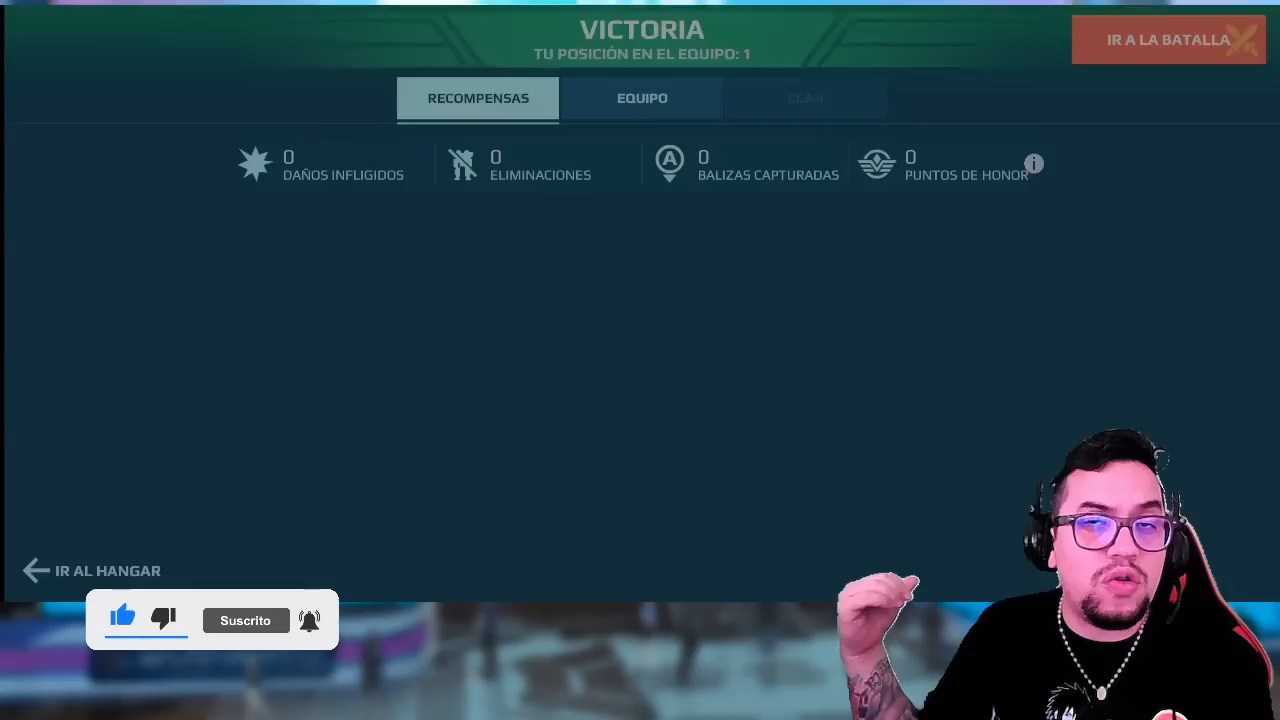 VICTORIA
TU POSICIÓN EN EL EQUIPO: 1
IR A LA BATALLA
RECOMPENSAS
EQUIPO
CLAN
0
DAÑOS INFLIGIDOS
0
ELIMINACIONES
A
0
BALIZAS CAPTURADAS
0
PUNTOS DE HONOR
i
IR AL HANGAR
Suscrito